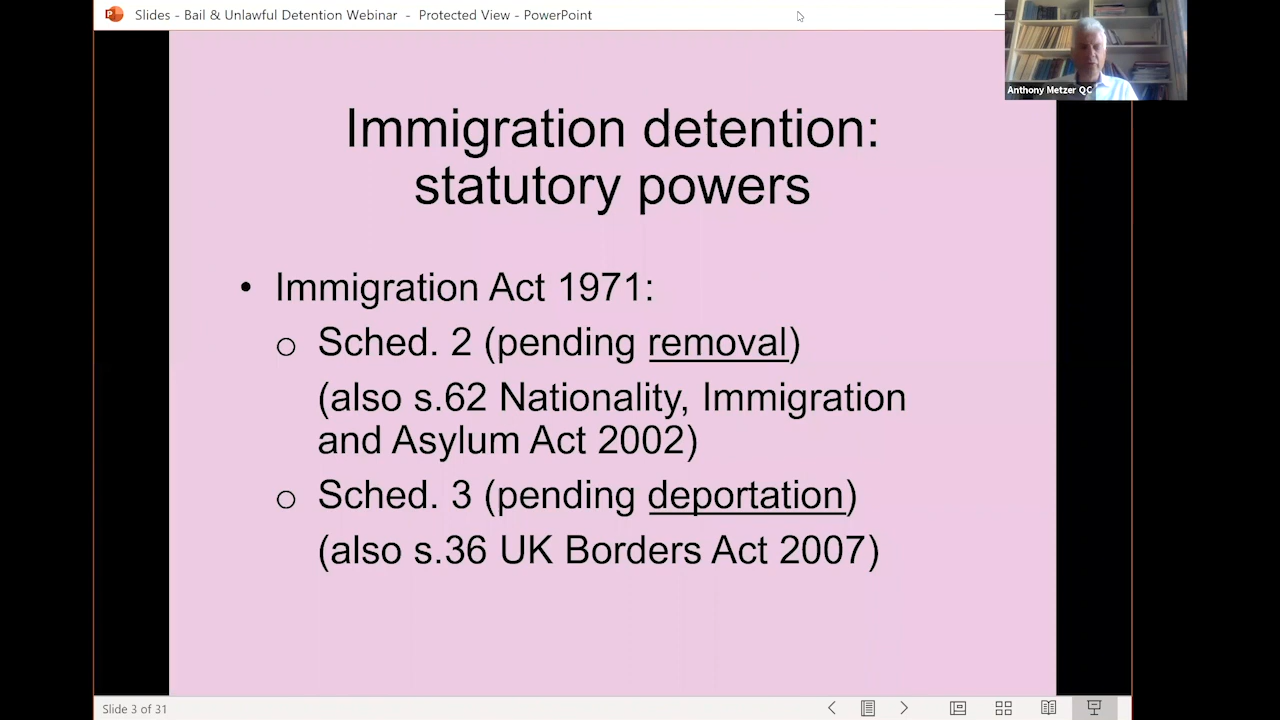 Slides - Bail & Unlawful Detention Webinar - Protected View - PowerPoint
Anthony Metzer QC
Immigration detention:
statutory powers
• Immigration Act 1971:
o Sched. 2 (pending removal)
(also s.62 Nationality, Immigration
and Asylum Act 2002)
o Sched. 3 (pending deportation)
(also s.36 UK Borders Act 2007)
Slide 3 of 31